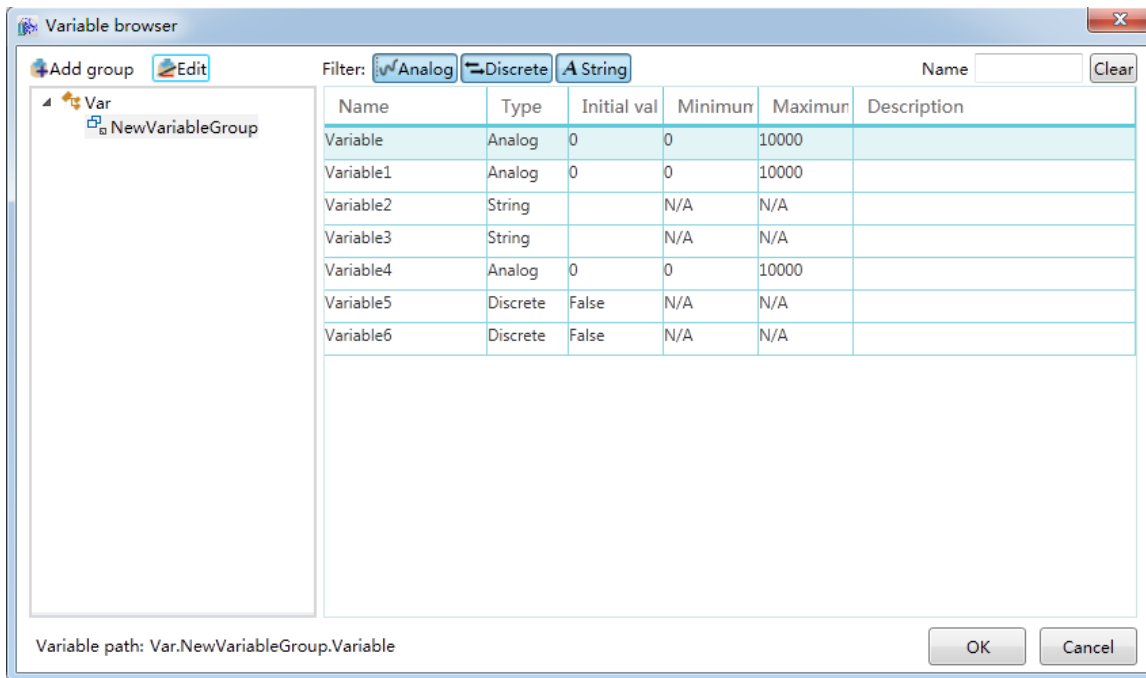 Variable browser
Add group Edit Filter: Analog Discrete A String Name Clear
Var
NewVariableGroup
Name Type Initial val Minimum Maximum Description
Variable Analog 0 0 10000
Variable1 Analog 0 0 10000
Variable2 String N/A N/A
Variable3 String N/A N/A
Variable4 Analog 0 0 10000
Variable5 Discrete False N/A N/A
Variable6 Discrete False N/A N/A
Variable path: Var.NewVariableGroup.Variable
OK Cancel